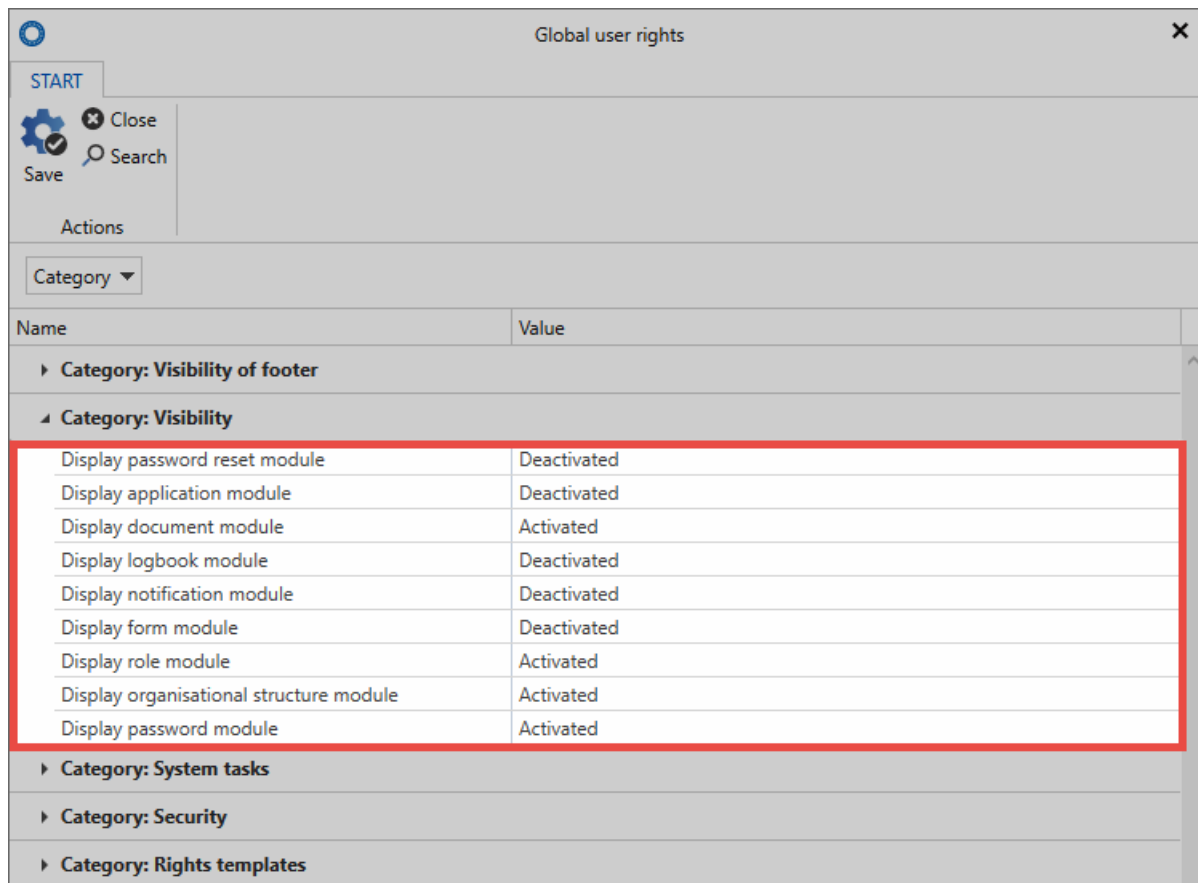 Global user rights
START
Close
Search
Save
Actions
Category
Name Value
Category: Visibility of footer
Category: Visibility
Display password reset module Deactivated
Display application module Deactivated
Display document module Activated
Display logbook module Deactivated
Display notification module Deactivated
Display form module Deactivated
Display role module Activated
Display organisational structure module Activated
Display password module Activated
Category: System tasks
Category: Security
Category: Rights templates